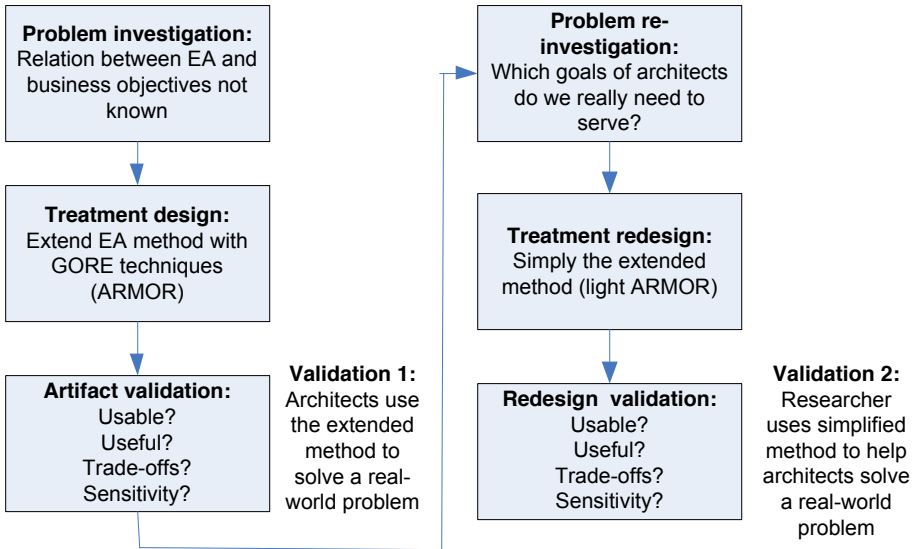 Problem investigation:
Relation between EA and
business objectives not
known
Treatment design:
Extend EA method with
GORE techniques
(ARMOR)
Artifact validation:
Usable?
Useful?
Trade-offs?
Sensitivity?
Validation 1:
Architects use
the extended
method to
solve a real-
world problem
Problem re-
investigation:
Which goals of architects
do we really need to
serve?
Treatment redesign:
Simply the extended
method (light ARMOR)
Redesign validation:
Usable?
Useful?
Trade-offs?
Sensitivity?
Validation 2:
Researcher
uses simplified
method to help
architects solve
a real-world
problem